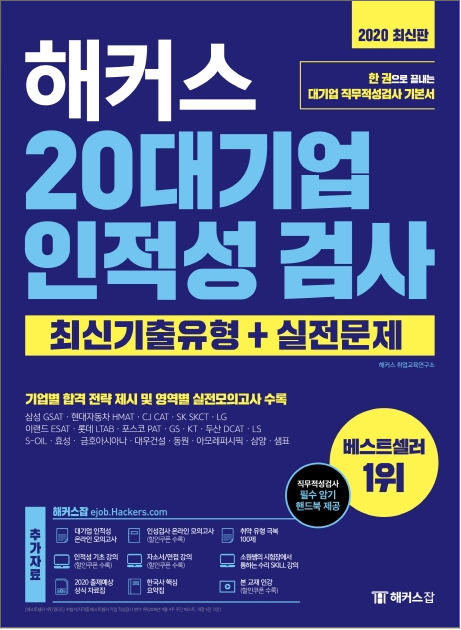 2020 최신판
한 권으로 끝내는
대기업 직무적성검사 기본서
해커스
20대기업
인적성 검사
최신기출유형 + 실전문제
해커스 취업교육연구소
기업별 합격 전략 제시 및 영역별 실전모의고사 수록
삼성 GSAT · 현대자동차 HMAT · CJ CAT · SK SKCT · LG
이랜드 ESAT · 롯데 LTAB · 포스코 PAT · GS · KT · 두산 DCAT · LS
S-OIL · 효성 · 금호아시아나 · 대우건설 · 동원 · 아모레퍼시픽 · 삼양 · 샘표
베스트셀러
1위
직무적성검사
필수 암기
핸드북 제공
추가자료
해커스잡 ejob.Hackers.com
대기업 인적성
온라인 모의고사
인성검사 온라인 모의고사
(할인쿠폰 수록)
취약 유형 극복
100제
인적성 기초 강의
(할인쿠폰 수록)
자소서/면접 강의
(할인쿠폰 수록)
소원쌤의 시험장에서
통하는 수리 SKILL 강의
2020 출제예상
상식 자료집
한국사 핵심
요약집
본 교재 인강
(할인쿠폰 수록)
해커스잡